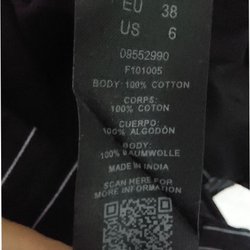 EU 38
US 6
09552990
F101005
BODY: 100% COTTON
CORPS:
100% COTON
CUERPO:
100% ALGODÓN
BODY:
100% BAUMWOLLE
MADE IN INDIA
SCAN HERE FOR
MORE INFORMATION